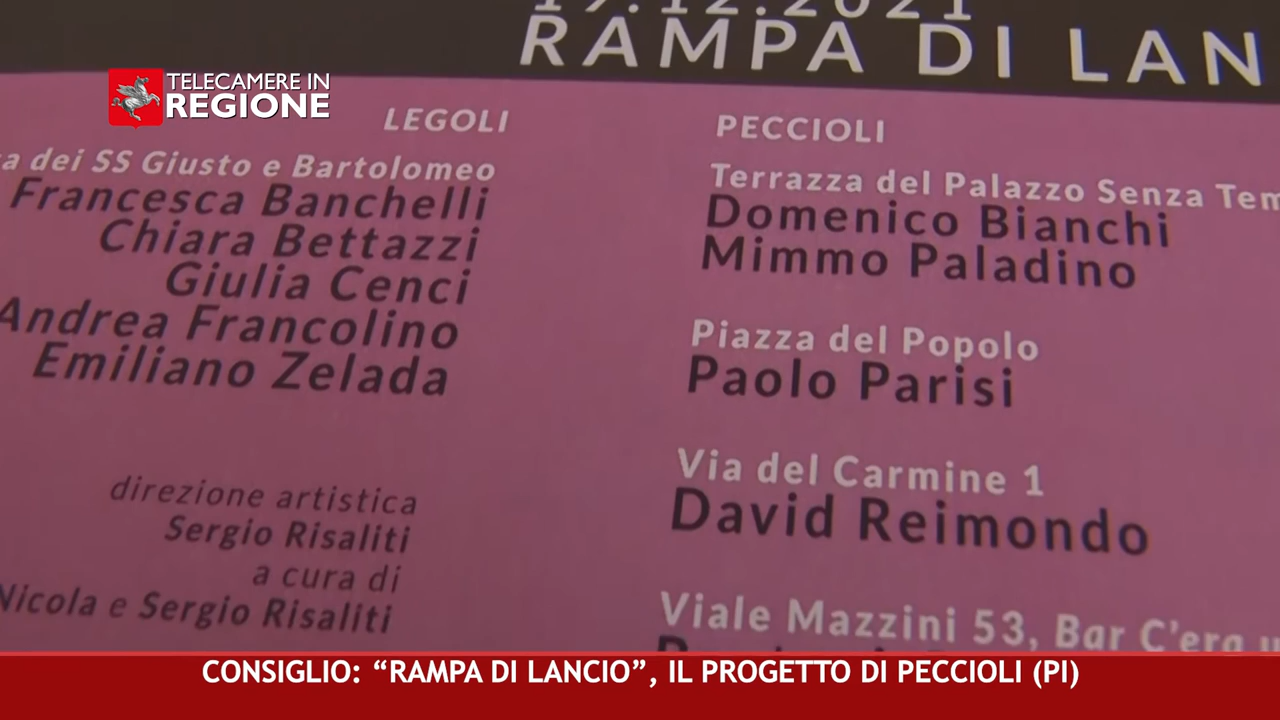 19.12.2021
RAMPA DI LAN
TELECAMERE IN
REGIONE
LEGOLI
dei SS Giusto e Bartolomeo
Francesca Banchelli
Chiara Bettazzi
Giulia Cenci
Andrea Francolino
Emiliano Zelada
direzione artistica
Sergio Risaliti
a cura di
Nicola e Sergio Risaliti
PECCIOLI
Terrazza del Palazzo Senza Tem
Domenico Bianchi
Mimmo Paladino
Piazza del Popolo
Paolo Parisi
Via del Carmine 1
David Reimondo
Viale Mazzini 53, Bar C'era u
CONSIGLIO: “RAMPA DI LANCIO”, IL PROGETTO DI PECCIOLI (PI)